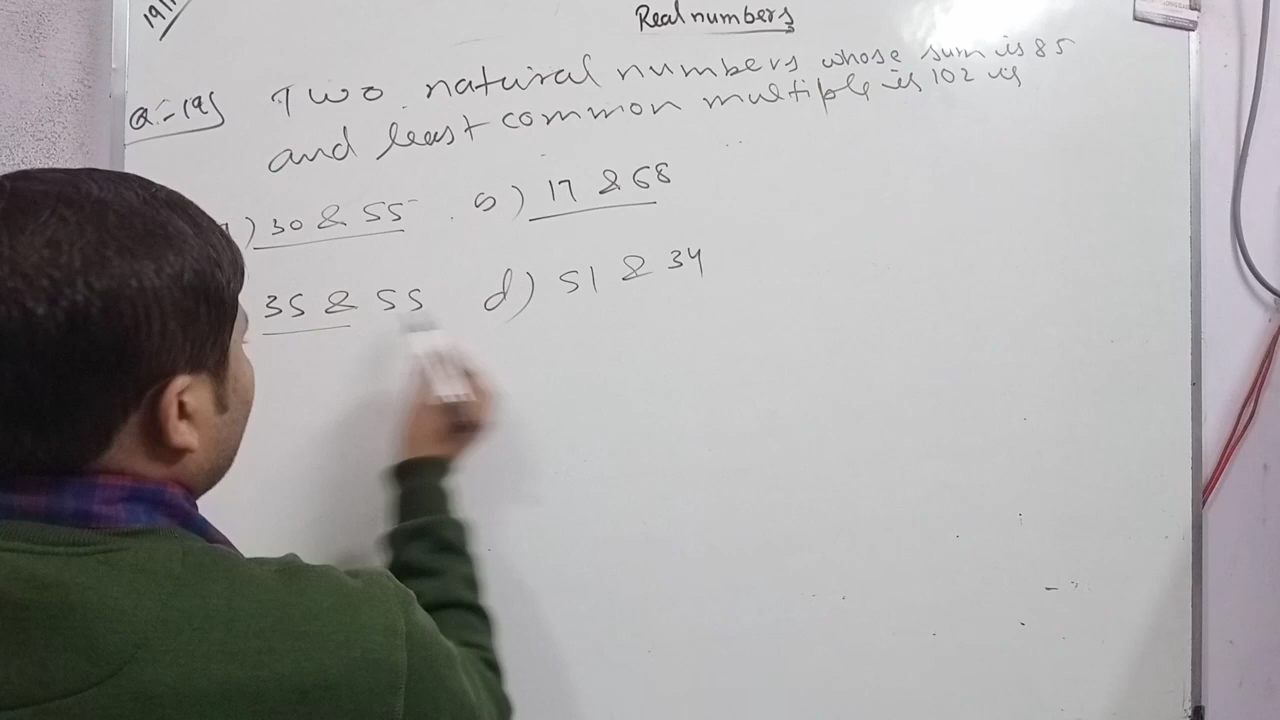 1911
Real numbers
Q:-19) Two natural numbers whose sum is 85
and least common multiple is 102 is
) 30 & 55 b) 17 & 68
35 & 55 d) 51 & 34